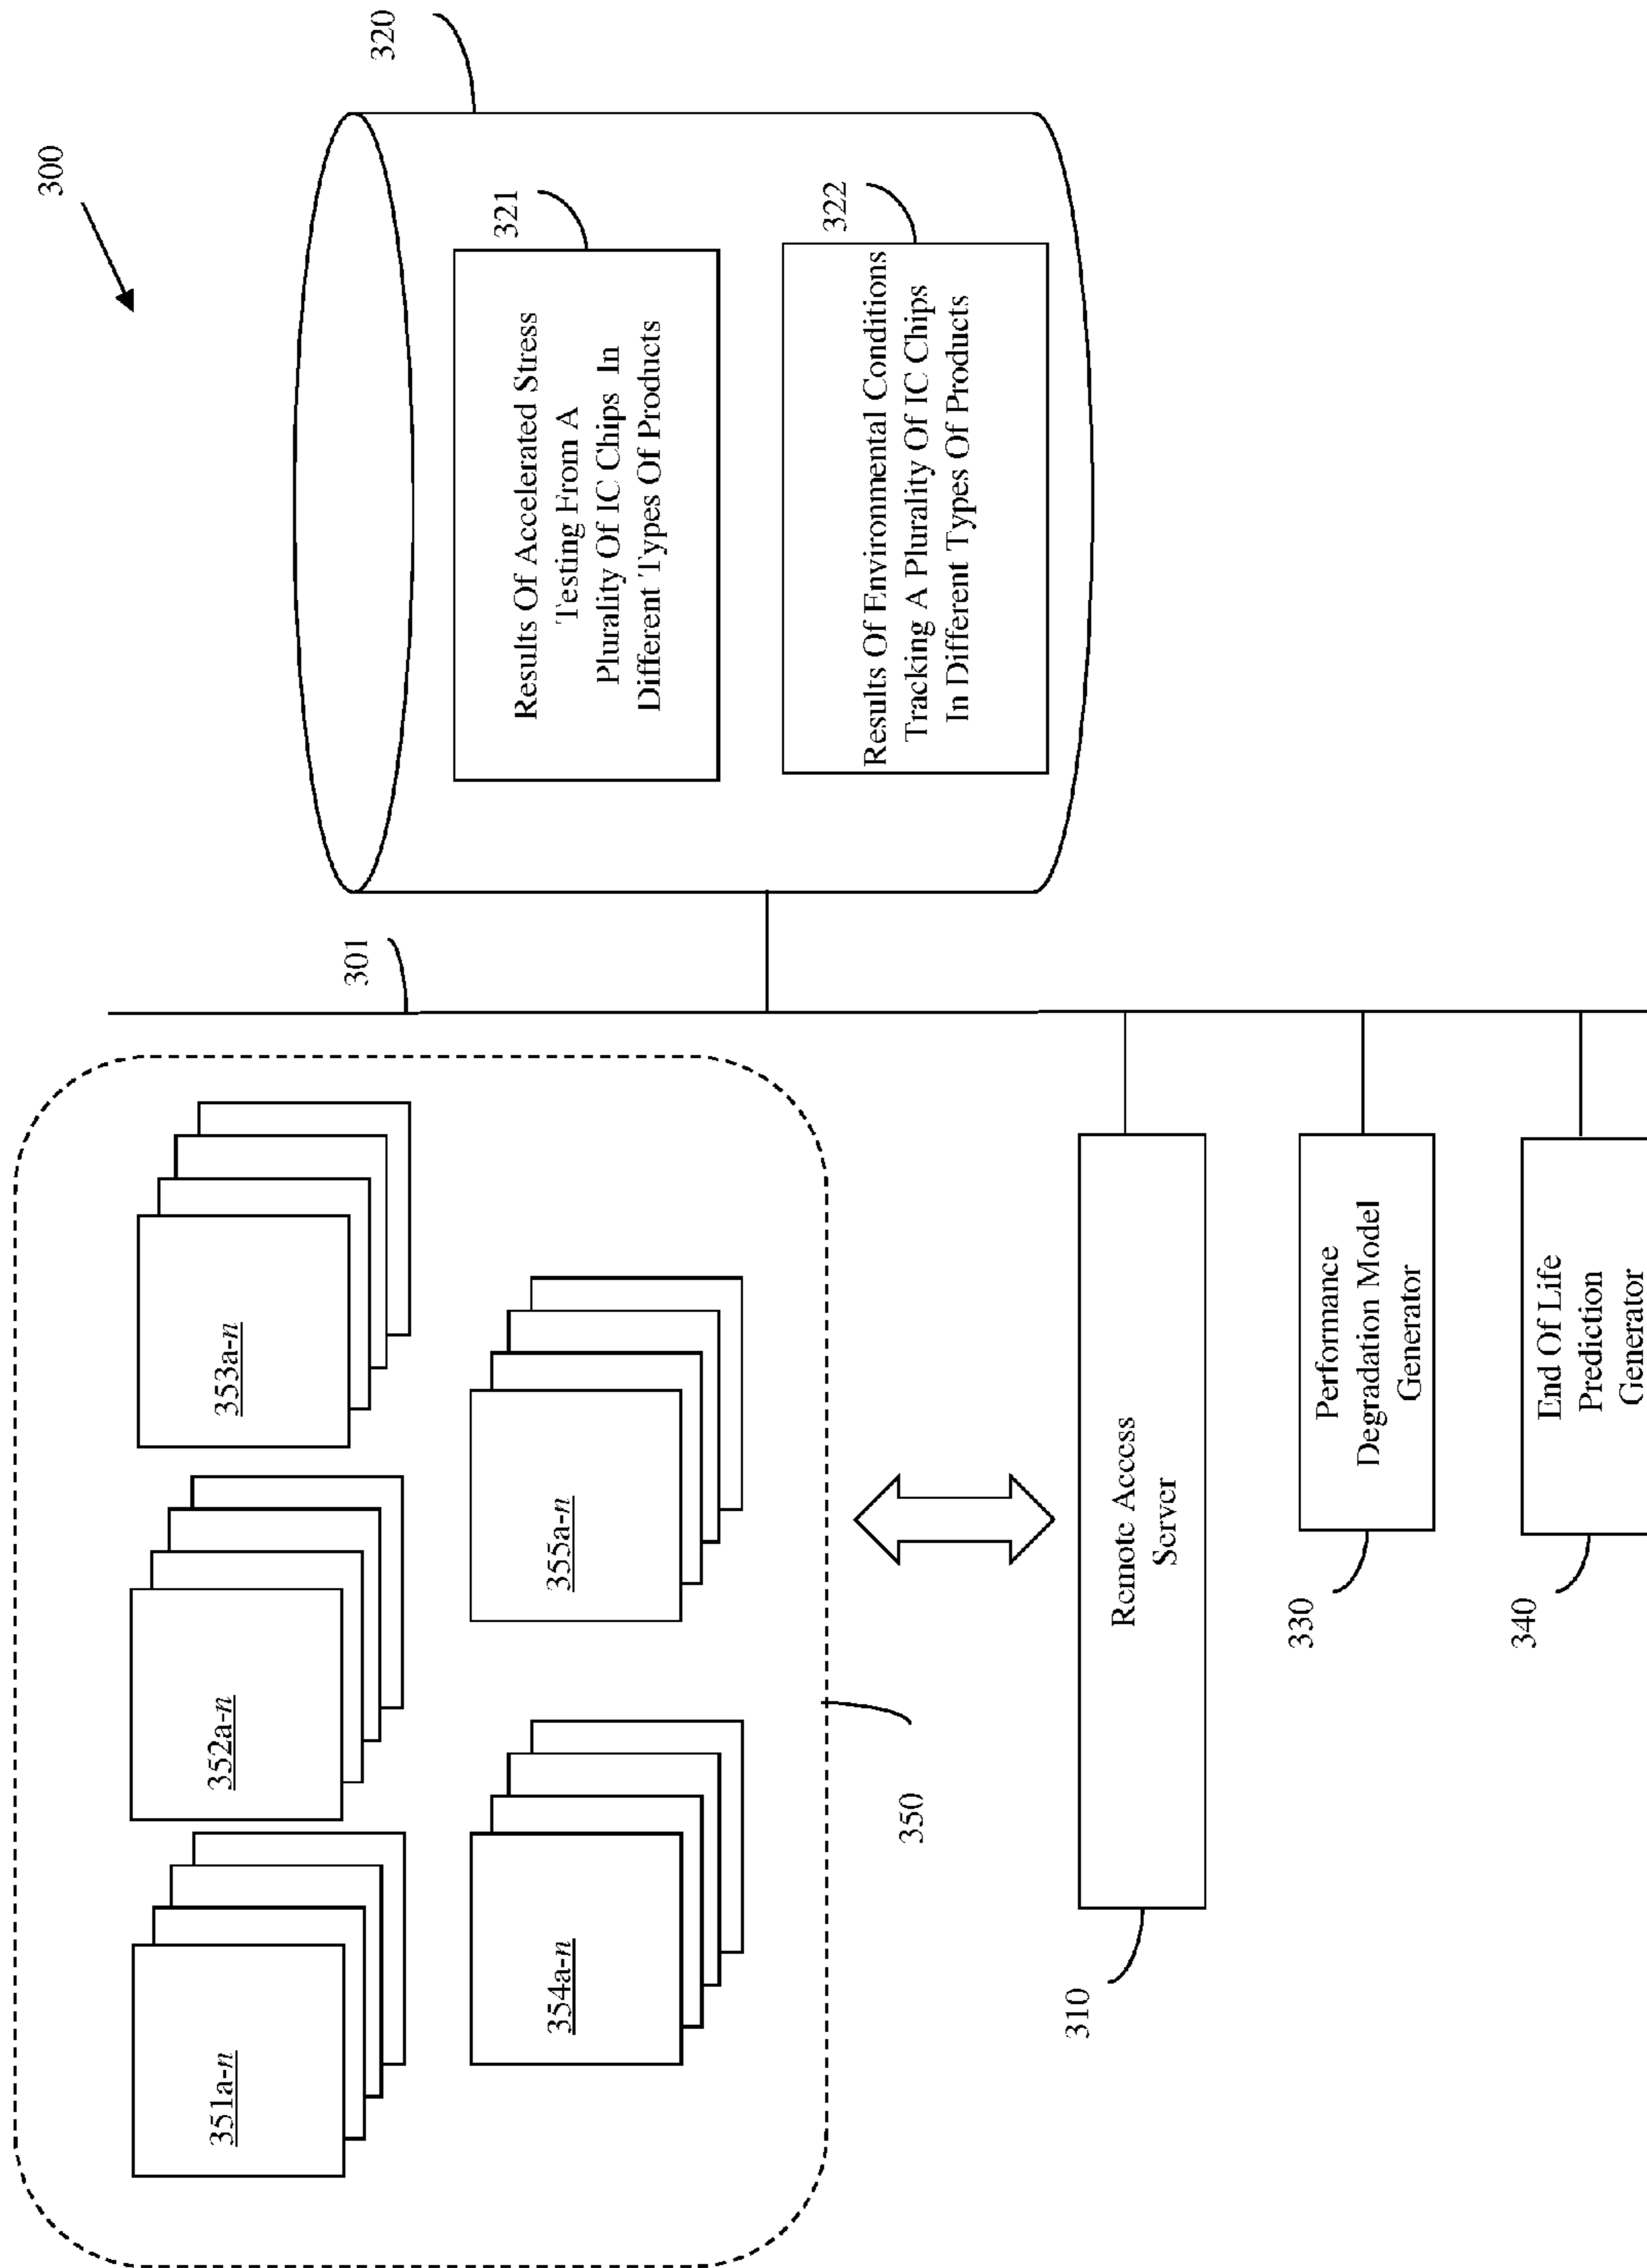 300
320
321
Results Of Accelerated Stress
Testing From A
Plurality Of IC Chips In
Different Types Of Products
322
Results Of Environmental Conditions
Tracking A Plurality Of IC Chips
In Different Types Of Products
301
351a-n
352a-n
353a-n
354a-n
355a-n
350
310
Remote Access
Server
330
Performance
Degradation Model
Generator
340
End Of Life
Prediction
Generator